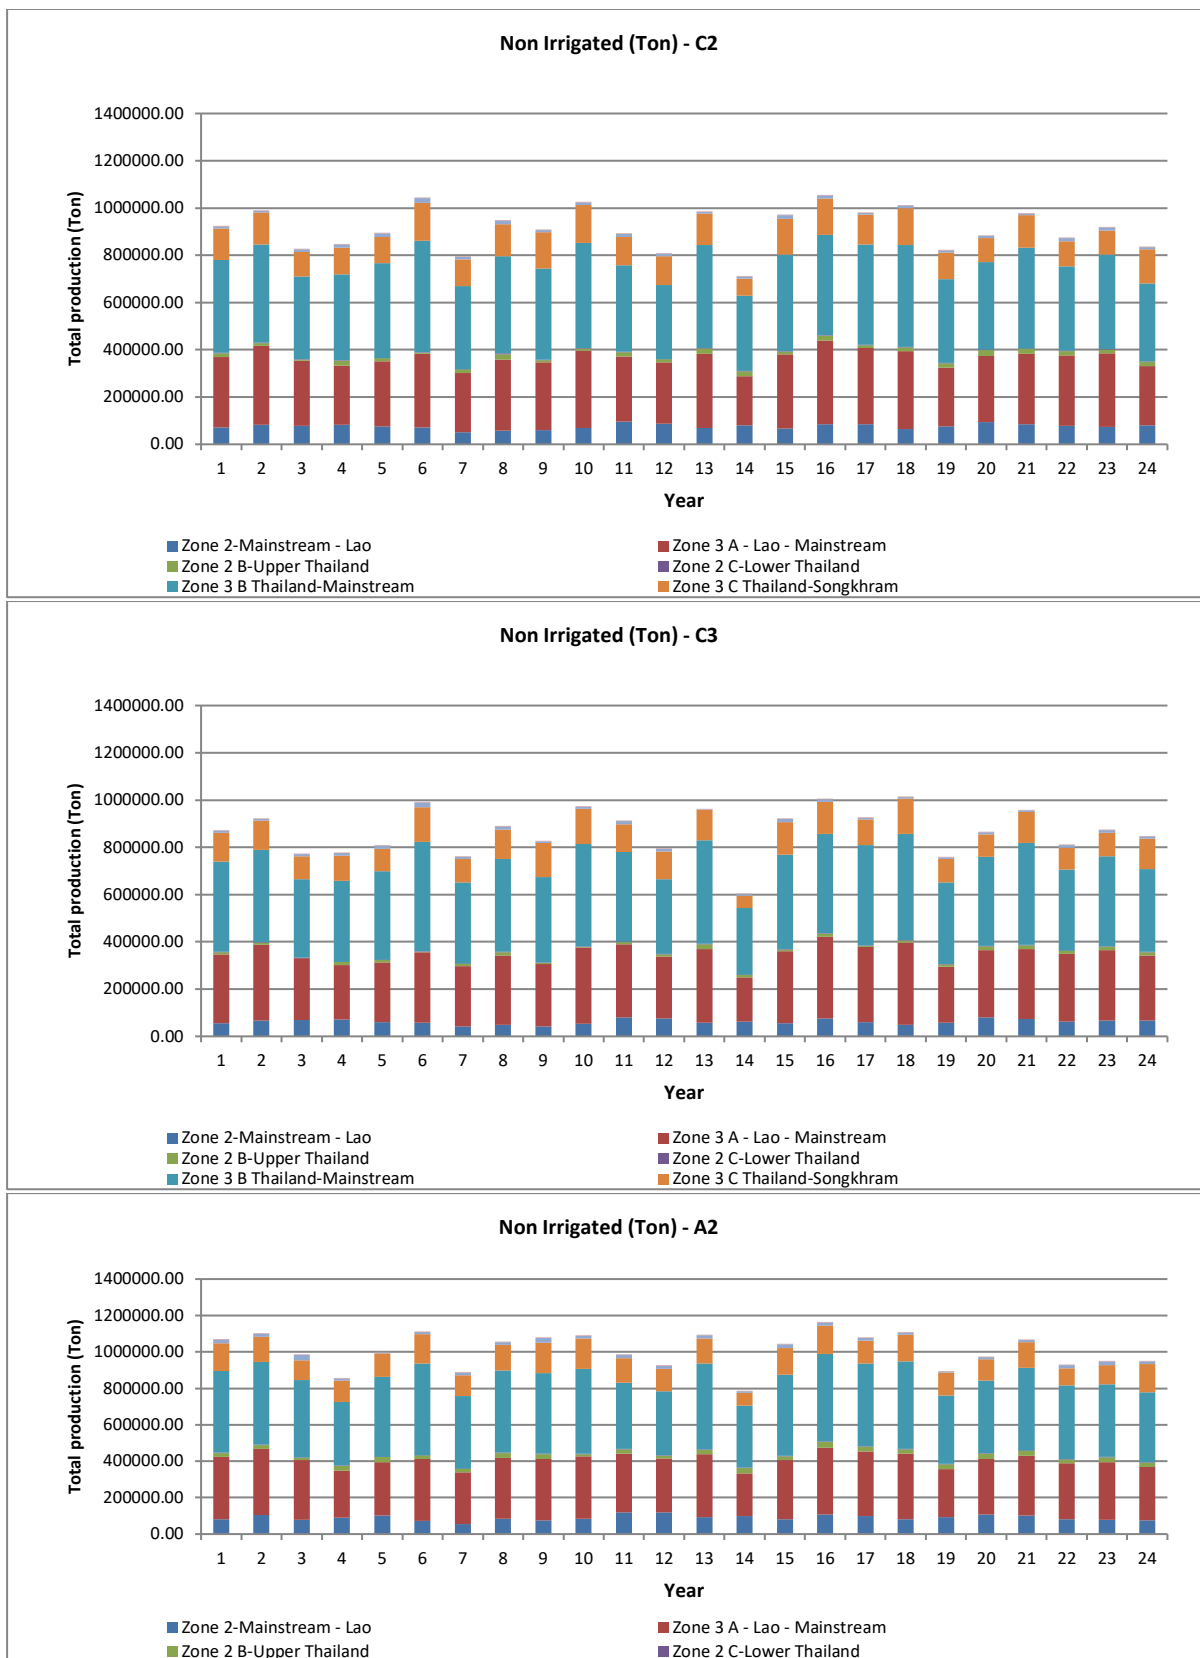 Non Irrigated (Ton) - C2
Total production (Ton)
1400000.00
1200000.00
1000000.00
800000.00
600000.00
400000.00
200000.00
0.00
1 2 3 4 5 6 7 8 9 10 11 12 13 14 15 16 17 18 19 20 21 22 23 24
Year
Zone 2-Mainstream - Lao Zone 3 A - Lao - Mainstream
Zone 2 B-Upper Thailand Zone 2 C-Lower Thailand
Zone 3 B Thailand-Mainstream Zone 3 C Thailand-Songkhram
Non Irrigated (Ton) - C3
Total production (Ton)
1400000.00
1200000.00
1000000.00
800000.00
600000.00
400000.00
200000.00
0.00
1 2 3 4 5 6 7 8 9 10 11 12 13 14 15 16 17 18 19 20 21 22 23 24
Year
Zone 2-Mainstream - Lao Zone 3 A - Lao - Mainstream
Zone 2 B-Upper Thailand Zone 2 C-Lower Thailand
Zone 3 B Thailand-Mainstream Zone 3 C Thailand-Songkhram
Non Irrigated (Ton) - A2
Total production (Ton)
1400000.00
1200000.00
1000000.00
800000.00
600000.00
400000.00
200000.00
0.00
1 2 3 4 5 6 7 8 9 10 11 12 13 14 15 16 17 18 19 20 21 22 23 24
Year
Zone 2-Mainstream - Lao Zone 3 A - Lao - Mainstream
Zone 2 B-Upper Thailand Zone 2 C-Lower Thailand